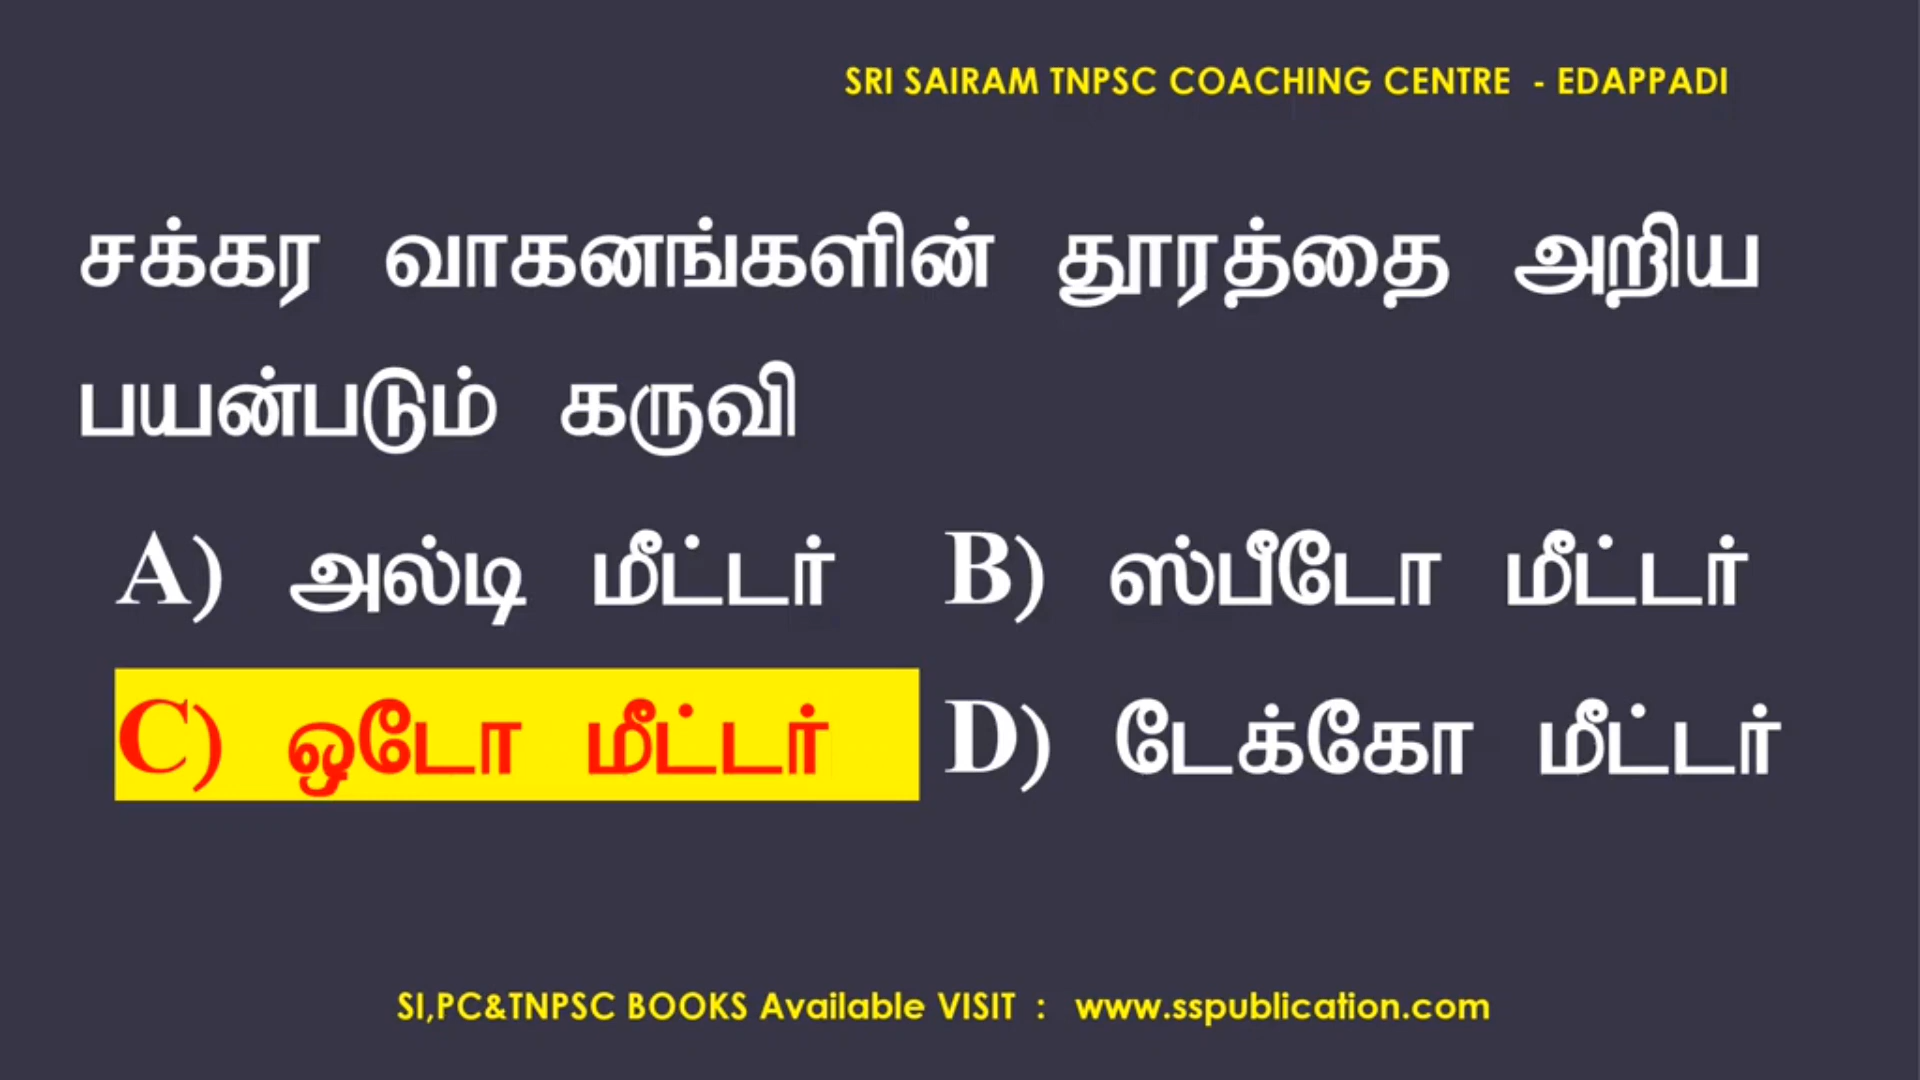 SRI SAIRAM TNPSC COACHING CENTRE - EDAPPADI
சக்கர வாகனங்களின் தூரத்தை அறிய
பயன்படும் கருவி
A) அல்டி மீட்டர் B) ஸ்பீடோ மீட்டர்
C) ஒடோ மீட்டர் D) டேக்கோ மீட்டர்
SI,PC&TNPSC BOOKS Available VISIT : www.sspublication.com